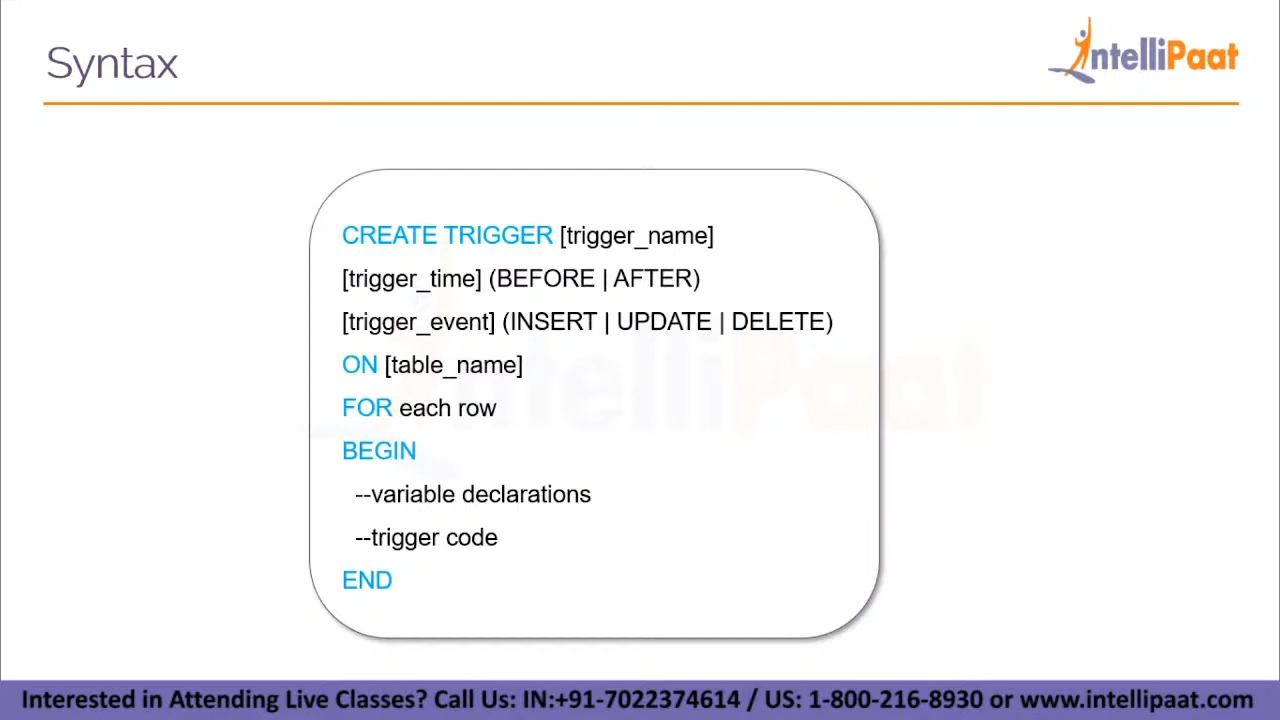 Syntax
IntelliPaat
CREATE TRIGGER [trigger_name]
[trigger_time] (BEFORE | AFTER)
[trigger_event] (INSERT | UPDATE | DELETE)
ON [table_name]
FOR each row
BEGIN
--variable declarations
--trigger code
END
IntelliPaat
Interested in Attending Live Classes? Call Us: IN:+91-7022374614 / US: 1-800-216-8930 or www.intellipaat.com